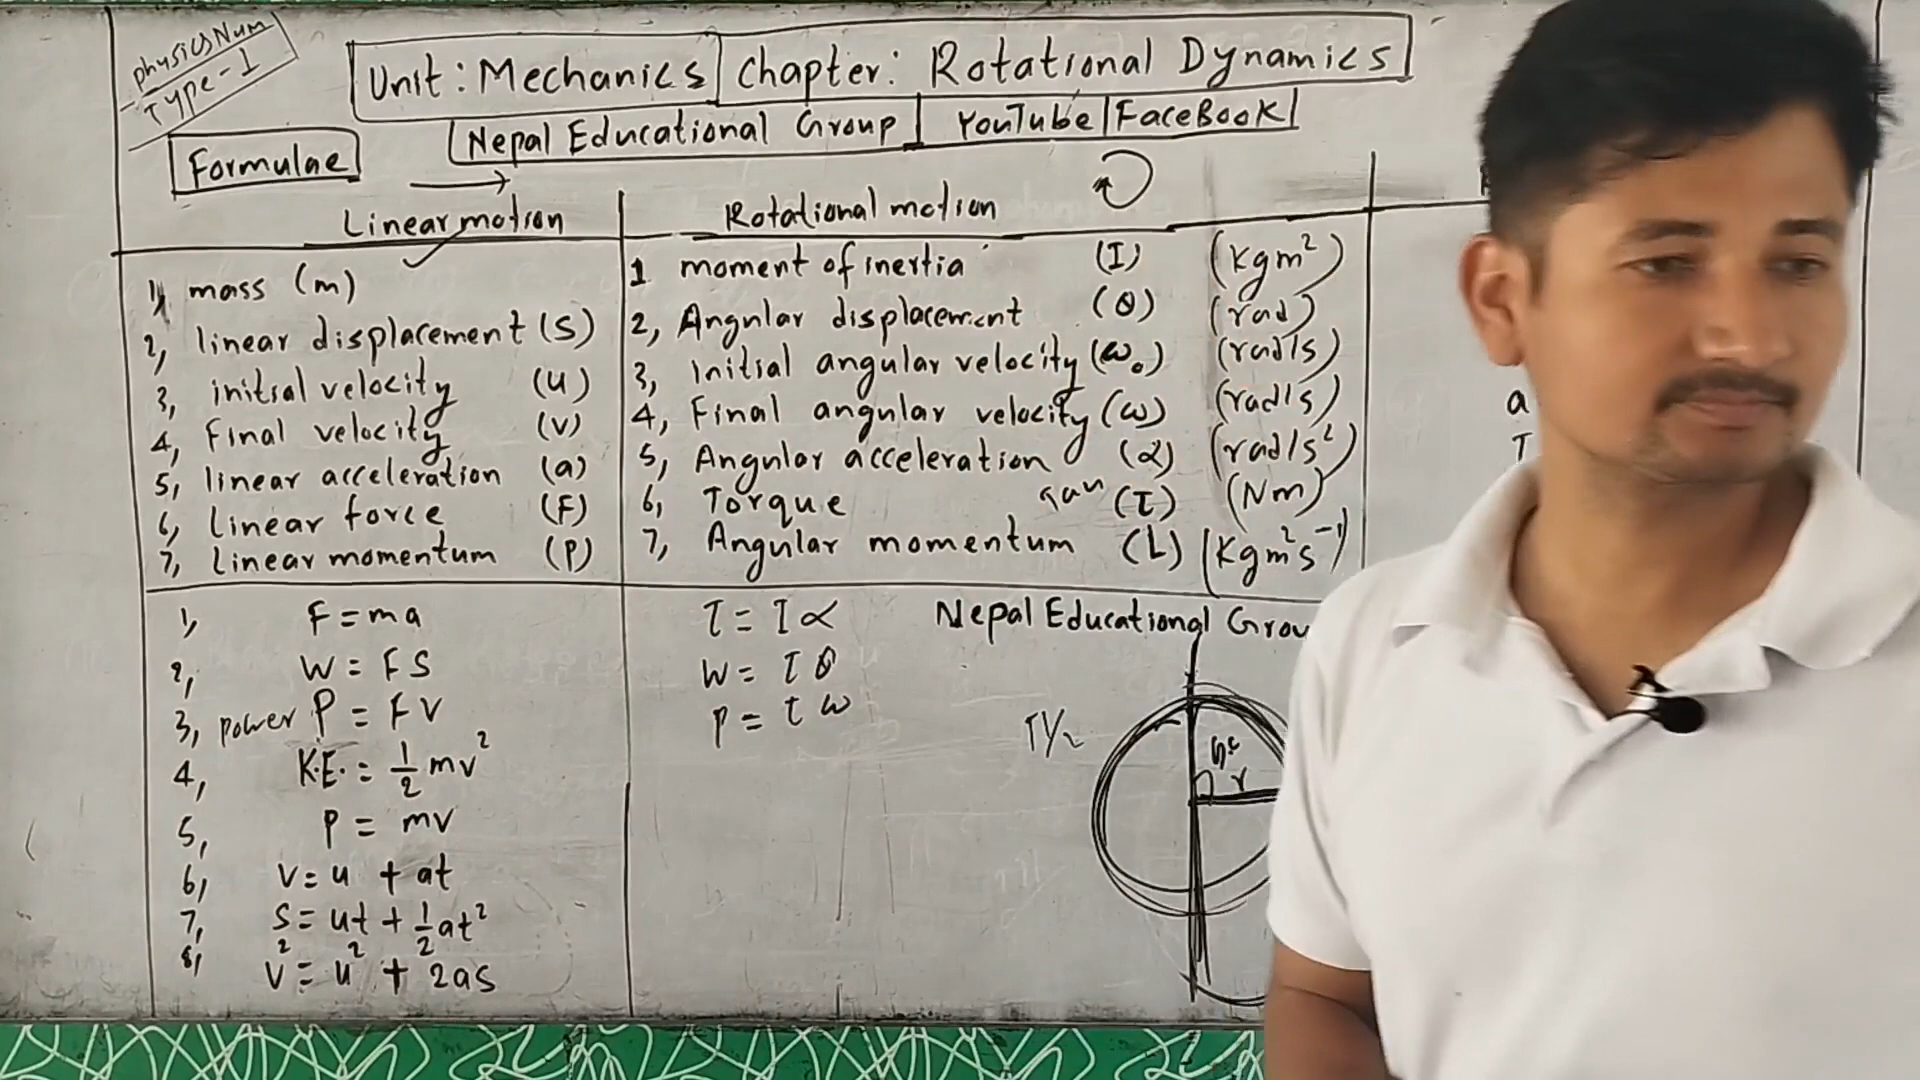 PhysicsNum
Type-1
Unit: Mechanics Chapter: Rotational Dynamics
Nepal Educational Group YouTube|FaceBook|
Formulae
Linear motion
1, mass (m)
2, linear displacement (S)
3, initial velocity (u)
4, Final velocity (v)
5, linear acceleration (a)
6, Linear force (F)
7, Linear momentum (P)
Rotational motion
1 moment of inertia (I) (Kgm²)
2, Angular displacement (θ) (rad)
3, Initial angular velocity (ω₀) (rad/s)
4, Final angular velocity (ω) (rad/s)
5, Angular acceleration (α) (rad/s²)
6, Torque (τ) (Nm)
7, Angular momentum (L) (Kgm²s⁻¹)
a
T
1, F = ma
2, W = FS
3, power P = FV
4, K.E. = 1/2 mv²
5, P = mv
6, V = u + at
7, S = ut + 1/2 at²
8, V² = u² + 2as
τ = Iα
W = τθ
P = τω
Nepal Educational Grou
r